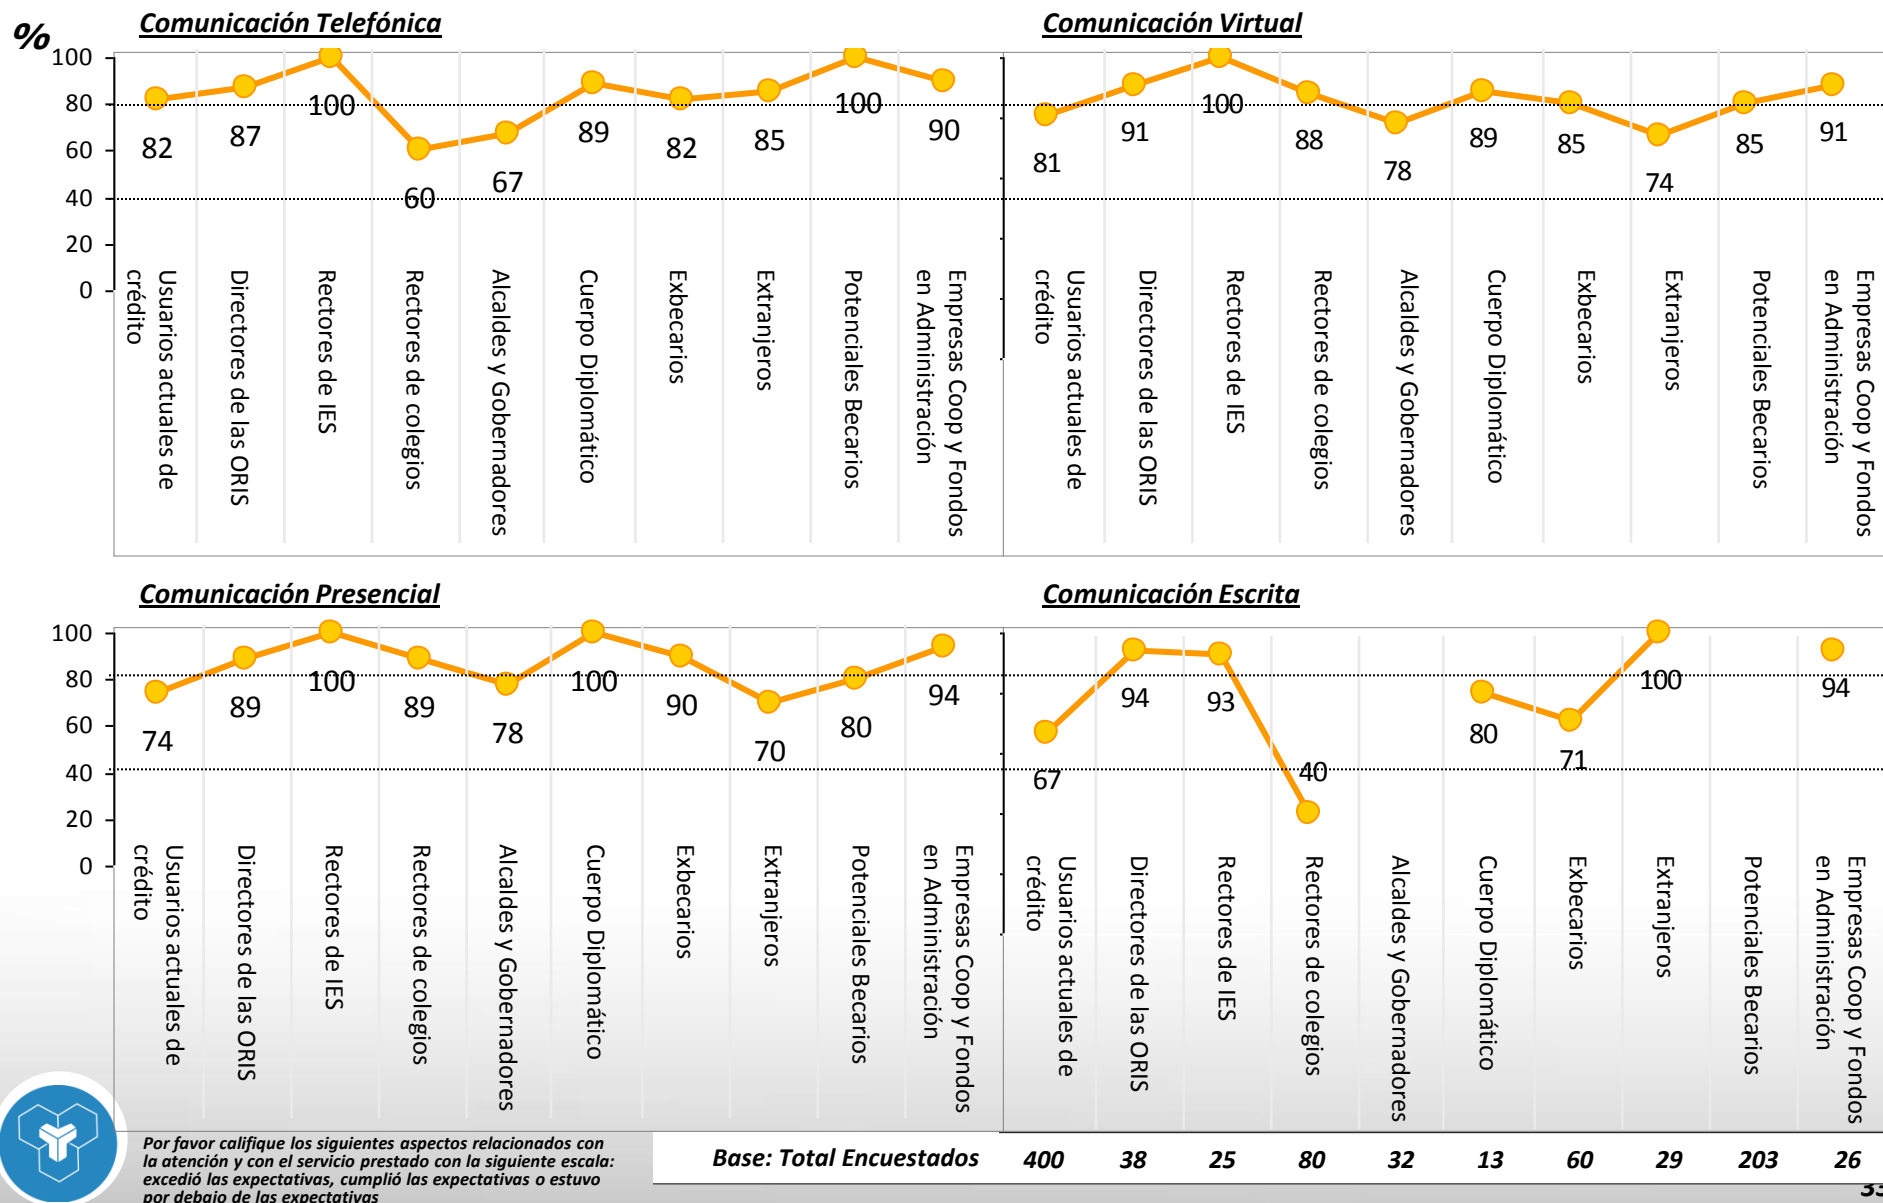 %
Comunicación Telefónica
100
80
60
40
20
0
82
87
100
60
67
89
82
85
100
90
Usuarios actuales de
crédito
Directores de las ORIS
Rectores de IES
Rectores de colegios
Alcaldes y Gobernadores
Cuerpo Diplomático
Exbecarios
Extranjeros
Potenciales Becarios
Empresas Coop y Fondos
en Administración
Comunicación Virtual
81
91
100
88
78
89
85
74
85
91
Usuarios actuales de
crédito
Directores de las ORIS
Rectores de IES
Rectores de colegios
Alcaldes y Gobernadores
Cuerpo Diplomático
Exbecarios
Extranjeros
Potenciales Becarios
Empresas Coop y Fondos
en Administración
Comunicación Presencial
100
80
60
40
20
0
74
89
100
89
78
100
90
70
80
94
Usuarios actuales de
crédito
Directores de las ORIS
Rectores de IES
Rectores de colegios
Alcaldes y Gobernadores
Cuerpo Diplomático
Exbecarios
Extranjeros
Potenciales Becarios
Empresas Coop y Fondos
en Administración
Comunicación Escrita
67
94
93
40
80
71
100
94
Usuarios actuales de
crédito
Directores de las ORIS
Rectores de IES
Rectores de colegios
Alcaldes y Gobernadores
Cuerpo Diplomático
Exbecarios
Extranjeros
Potenciales Becarios
Empresas Coop y Fondos
en Administración
Por favor califique los siguientes aspectos relacionados con
la atención y con el servicio prestado con la siguiente escala:
excedió las expectativas, cumplió las expectativas o estuvo
por debajo de las expectativas
Base: Total Encuestados 400 38 25 80 32 13 60 29 203 26